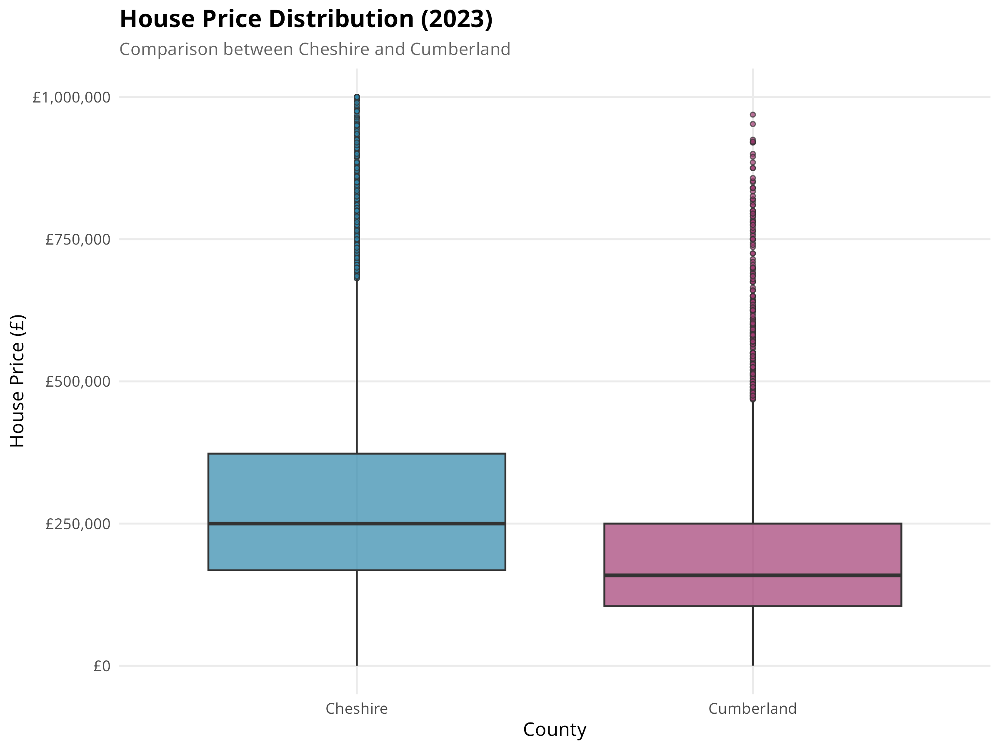 House Price Distribution (2023)
Comparison between Cheshire and Cumberland
£1,000,000
£750,000
£500,000
£250,000
£0
House Price (£)
Cheshire
Cumberland
County